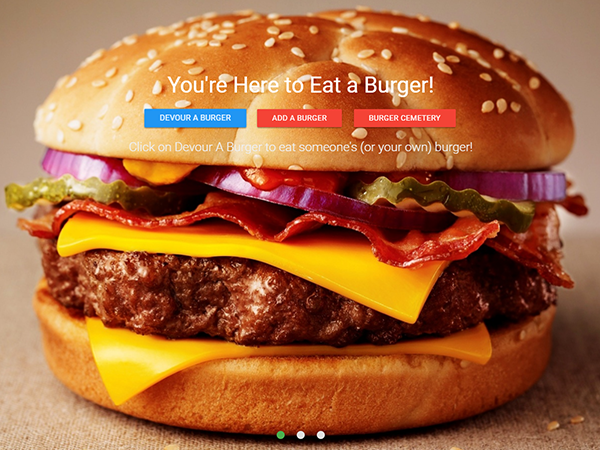 You're Here to Eat a Burger!
DEVOUR A BURGER ADD A BURGER BURGER CEMETERY
Click on Devour A Burger to eat someone's (or your own) burger!